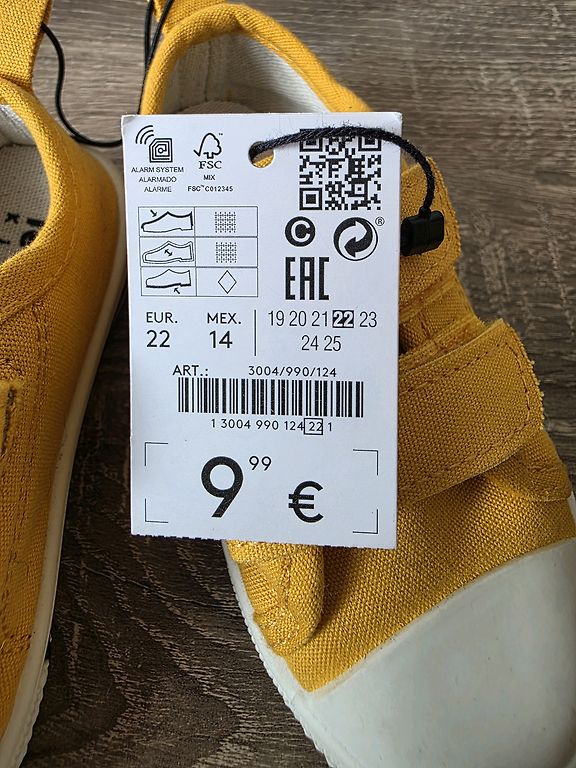 ALARM SYSTEM
ALARMADO
ALARME
FSC™
MIX
FSC™ C012345
©
®
EAC
EUR.
22
MEX.
14
19 20 21 22 23
24 25
ART.: 3004/990/124
1 3004 990 124 22 1
9 99 €